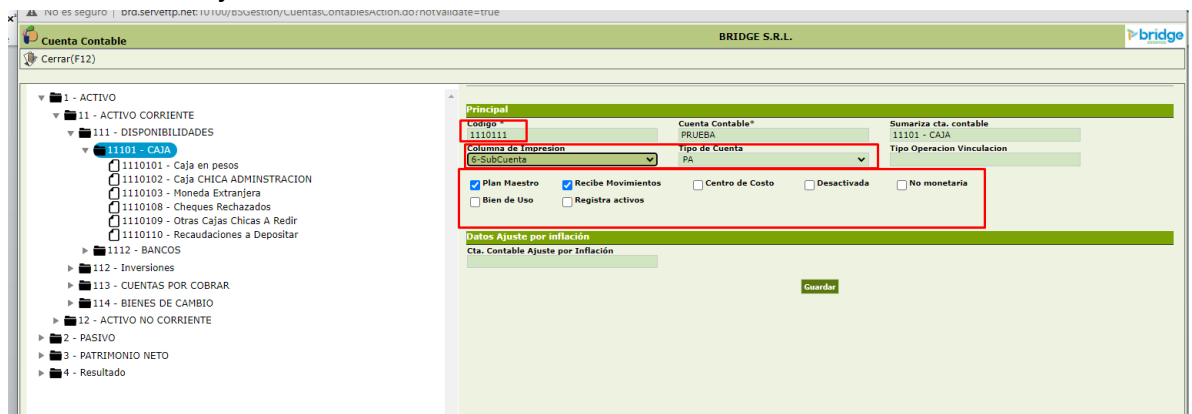 No es seguro | brd.serveftp.net:10100/BSGestion/CuentasContablesAction.do?notValidate=true
Cuenta Contable
BRIDGE S.R.L.
bridge
Cerrar(F12)
1 - ACTIVO
11 - ACTIVO CORRIENTE
111 - DISPONIBILIDADES
11101 - CAJA
1110101 - Caja en pesos
1110102 - Caja CHICA ADMINSTRACION
1110103 - Moneda Extranjera
1110108 - Cheques Rechazados
1110109 - Otras Cajas Chicas A Redir
1110110 - Recaudaciones a Depositar
1112 - BANCOS
112 - Inversiones
113 - CUENTAS POR COBRAR
114 - BIENES DE CAMBIO
12 - ACTIVO NO CORRIENTE
2 - PASIVO
3 - PATRIMONIO NETO
4 - Resultado
Principal
Codigo * Cuenta Contable* Sumariza cta. contable
1110111 PRUEBA 11101 - CAJA
Columna de Impresion Tipo de Cuenta Tipo Operacion Vinculacion
6-SubCuenta PA
Plan Maestro Recibe Movimientos Centro de Costo Desactivada No monetaria
Bien de Uso Registra activos
Datos Ajuste por inflación
Cta. Contable Ajuste por Inflación
Guardar